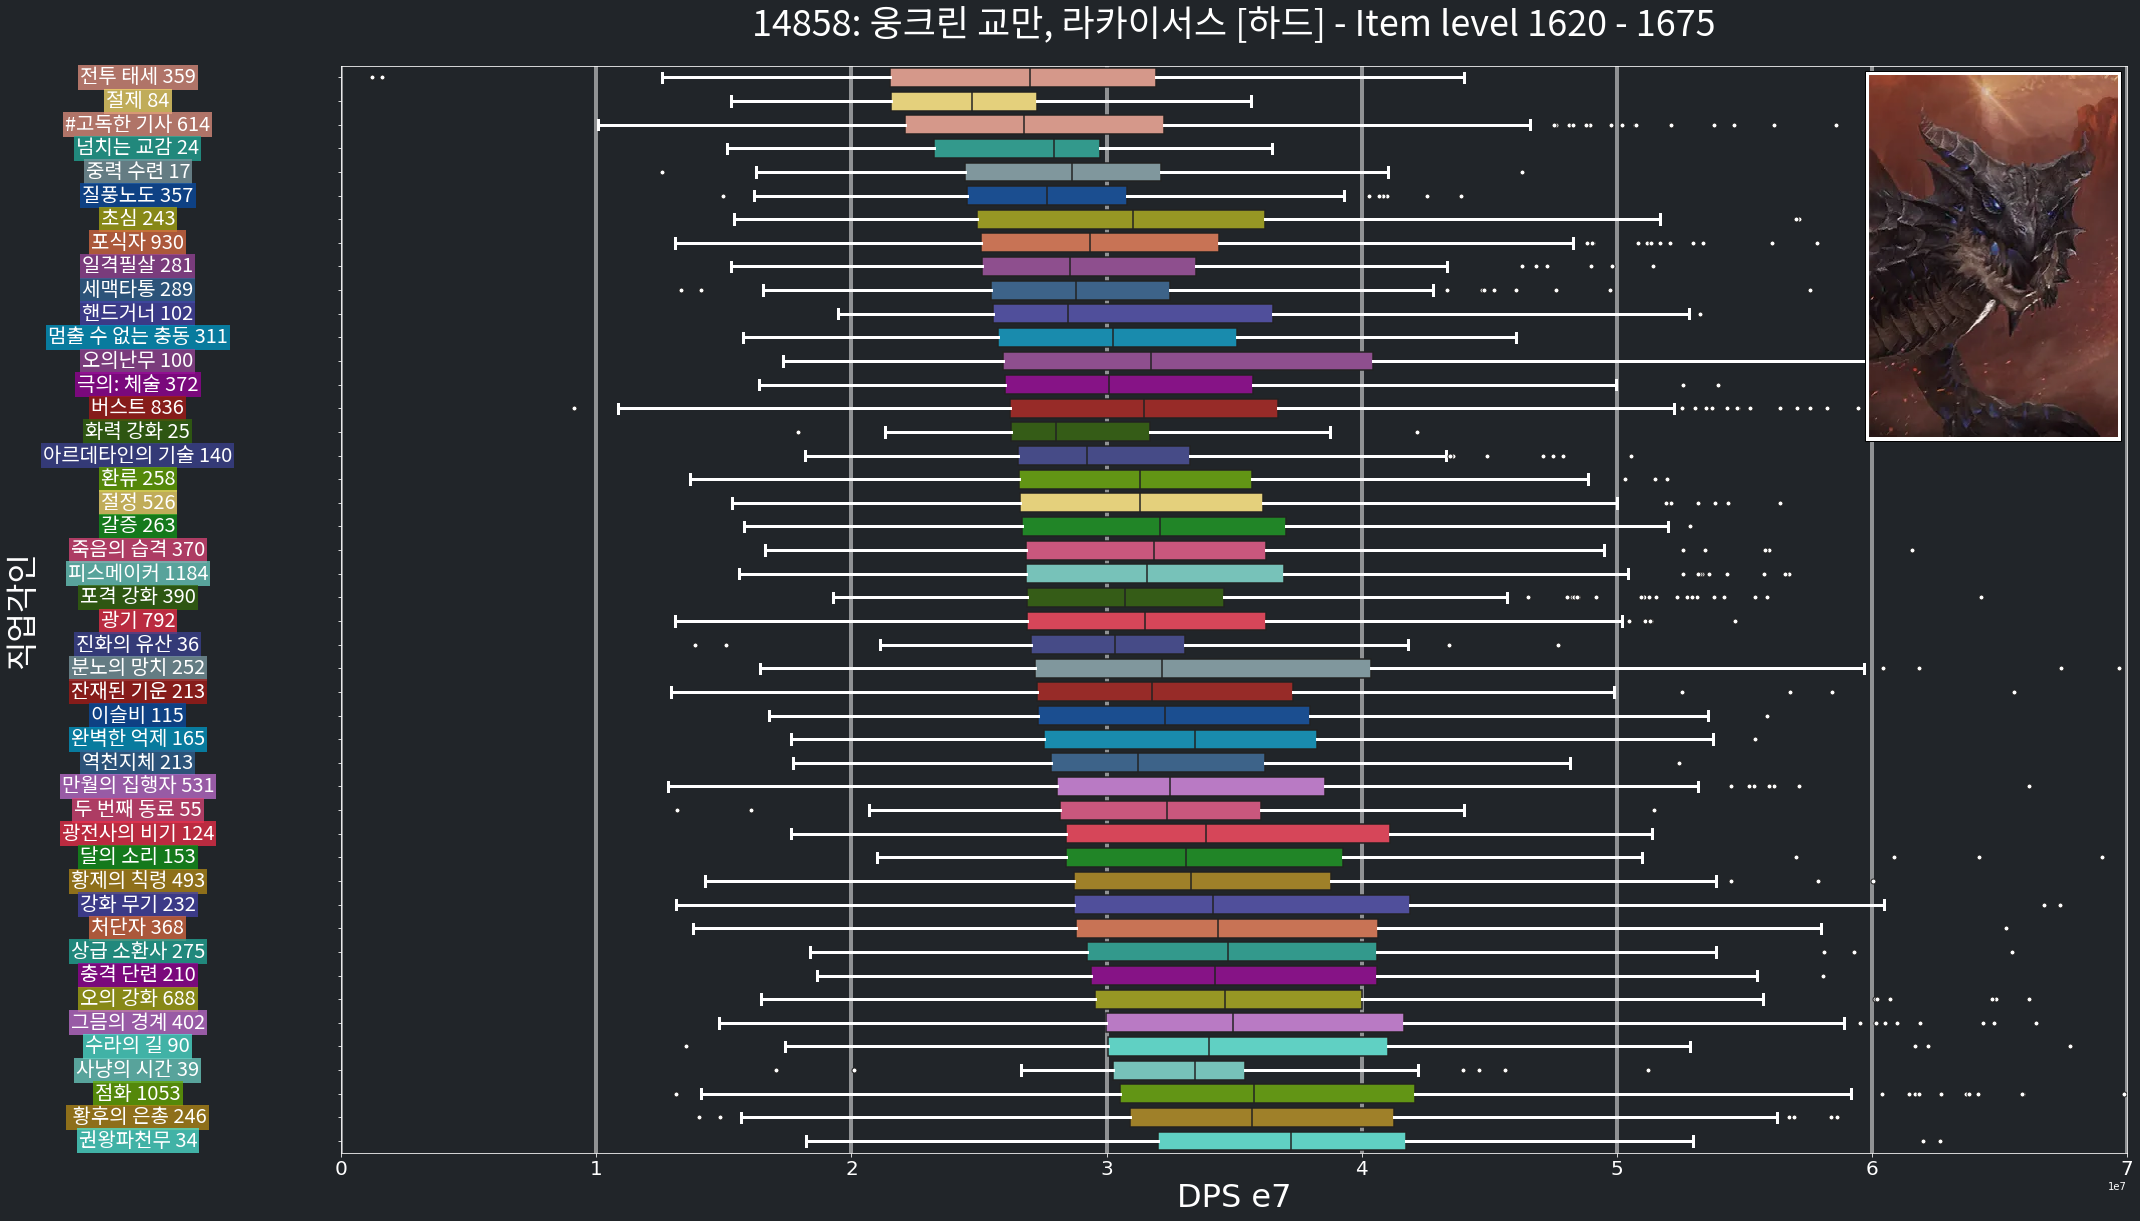 14858: 웅크린 교만, 라카이서스 [하드] - Item level 1620 - 1675
전투 태세 359
절제 84
#고독한 기사 614
넘치는 교감 24
중력 수련 17
질풍노도 357
초심 243
포식자 930
일격필살 281
세맥타통 289
핸드거너 102
멈출 수 없는 충동 311
오의난무 100
극의: 체술 372
버스트 836
화력 강화 25
아르데타인의 기술 140
환류 258
절정 526
갈증 263
죽음의 습격 370
피스메이커 1184
포격 강화 390
광기 792
진화의 유산 36
분노의 망치 252
잔재된 기운 213
이슬비 115
완벽한 억제 165
역천지체 213
만월의 집행자 531
두 번째 동료 55
광전사의 비기 124
달의 소리 153
황제의 칙령 493
강화 무기 232
처단자 368
상급 소환사 275
충격 단련 210
오의 강화 688
그믐의 경계 402
수라의 길 90
사냥의 시간 39
점화 1053
황후의 은총 246
권왕파천무 34
직업각인
0 1 2 3 4 5 6 7
1e7
DPS e7